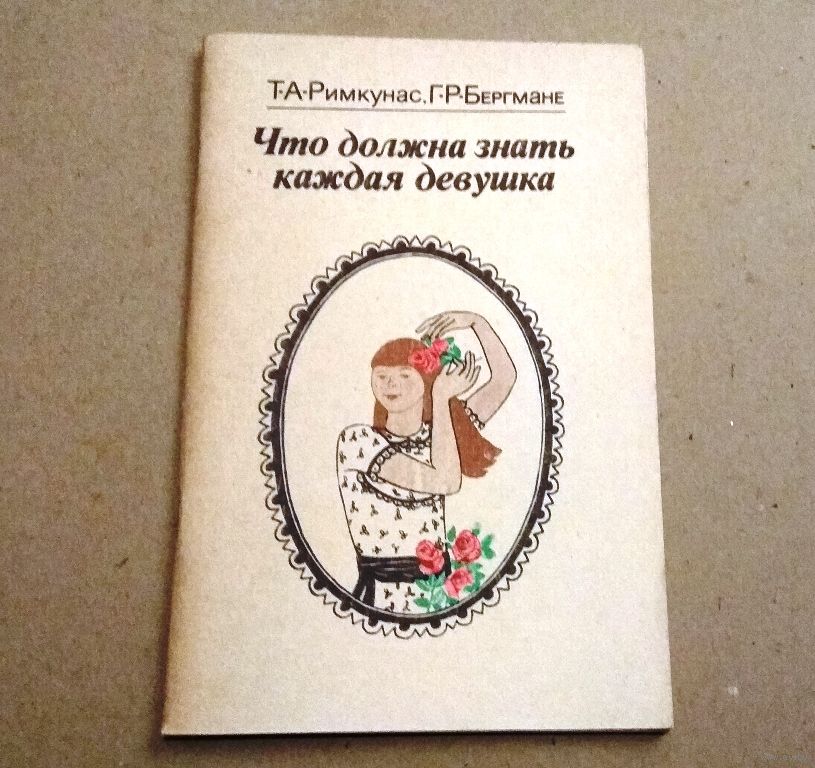 Т·А·Римкунас, Г·Р·Бергмане
Что должна знать
каждая девушка